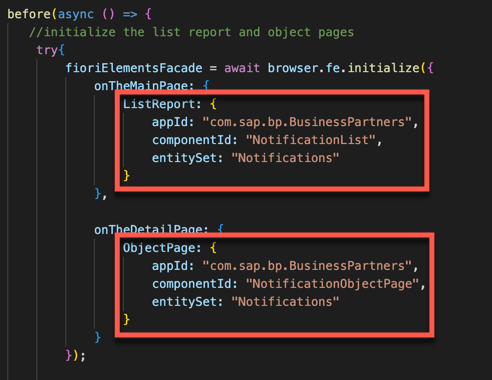 before(async () => {
//initialize the list report and object pages
try{
fioriElementsFacade = await browser.fe.initialize({
onTheMainPage: {
ListReport: {
appId: "com.sap.bp.BusinessPartners",
componentId: "NotificationList",
entitySet: "Notifications"
}
},
onTheDetailPage: {
ObjectPage: {
appId: "com.sap.bp.BusinessPartners",
componentId: "NotificationObjectPage",
entitySet: "Notifications"
}
}
});